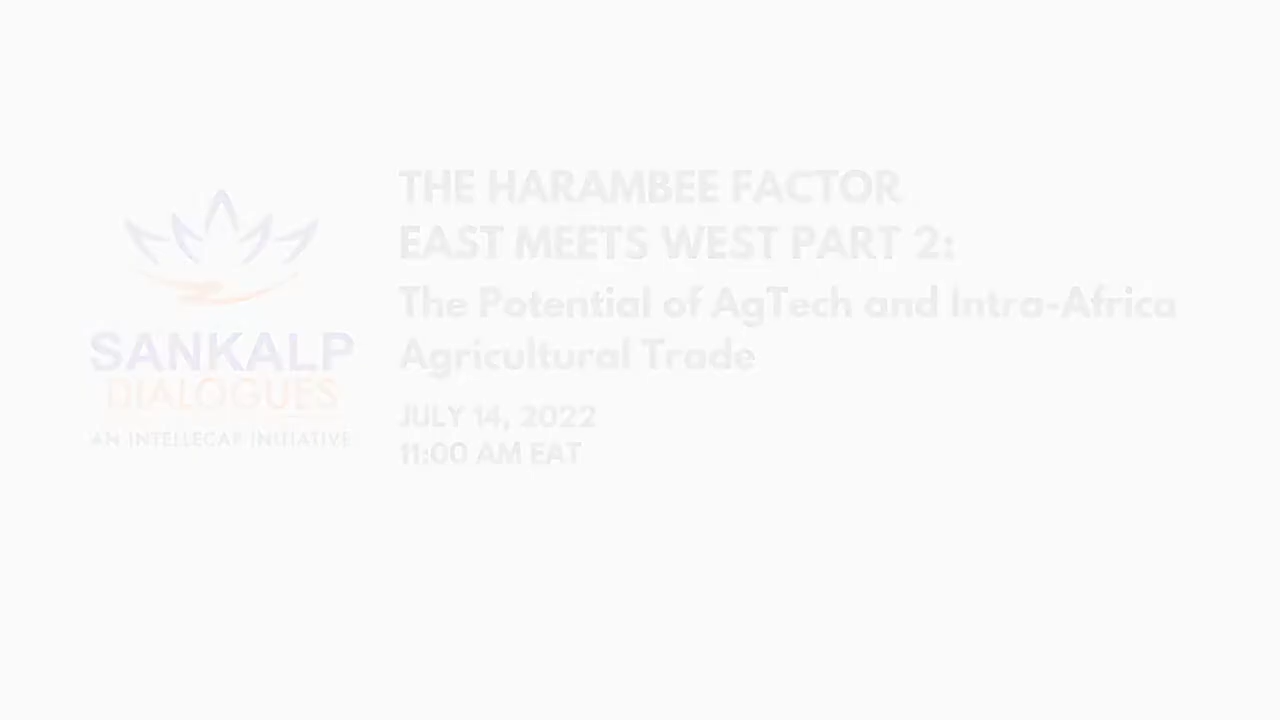 THE HARAMBEE FACTOR
EAST MEETS WEST PART 2:
The Potential of AgTech and Intra-Africa
Agricultural Trade
JULY 14, 2022
11:00 AM EAT
SANKALP
DIALOGUES
AN INTELLECAP INITIATIVE